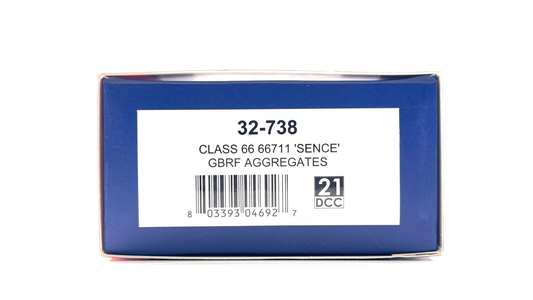 32-738
CLASS 66 66711 'SENCE'
GBRF AGGREGATES
21
DCC
8 03393 04692 7